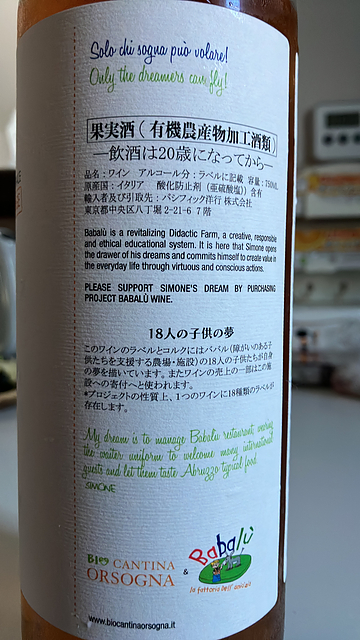 Solo chi sogna può volare!
Only the dreamers can fly!
果実酒(有機農産物加工酒類)
―飲酒は20歳になってから―
品名:ワイン アルコール分:ラベルに記載 容量:750ML
原産国:イタリア 酸化防止剤(亜硫酸塩)含有
輸入者及び引取先:パシフィック洋行 株式会社
東京都中央区八丁堀 2-21-6 7階
Babalù is a revitalizing Didactic Farm, a creative, responsible
and ethical educational system. It is here that Simone opens
the drawer of his dreams and commits himself to create value in
the everyday life through virtuous and conscious actions.
PLEASE SUPPORT SIMONE'S DREAM BY PURCHASING
PROJECT BABALÙ WINE.
18人の子供の夢
このワインのラベルとコルクにはババル(障がいのある子
供たちを支援する農場・施設)の18人の子供たちが自身
の夢を描いています。またワインの売上の一部はこの施
設への寄付へと使われます。
*プロジェクトの性質上、1つのワインに18種類のラベルが
存在します。
My dream is to manage Babalu restaurant, wearing
the waiter uniform to welcome many international
guests and let them taste Abruzzo typical food
SIMONE
Bio CANTINA
ORSOGNA
&
Babalù
la fattoria dell'amicizia
www.biocantinaorsogna.it